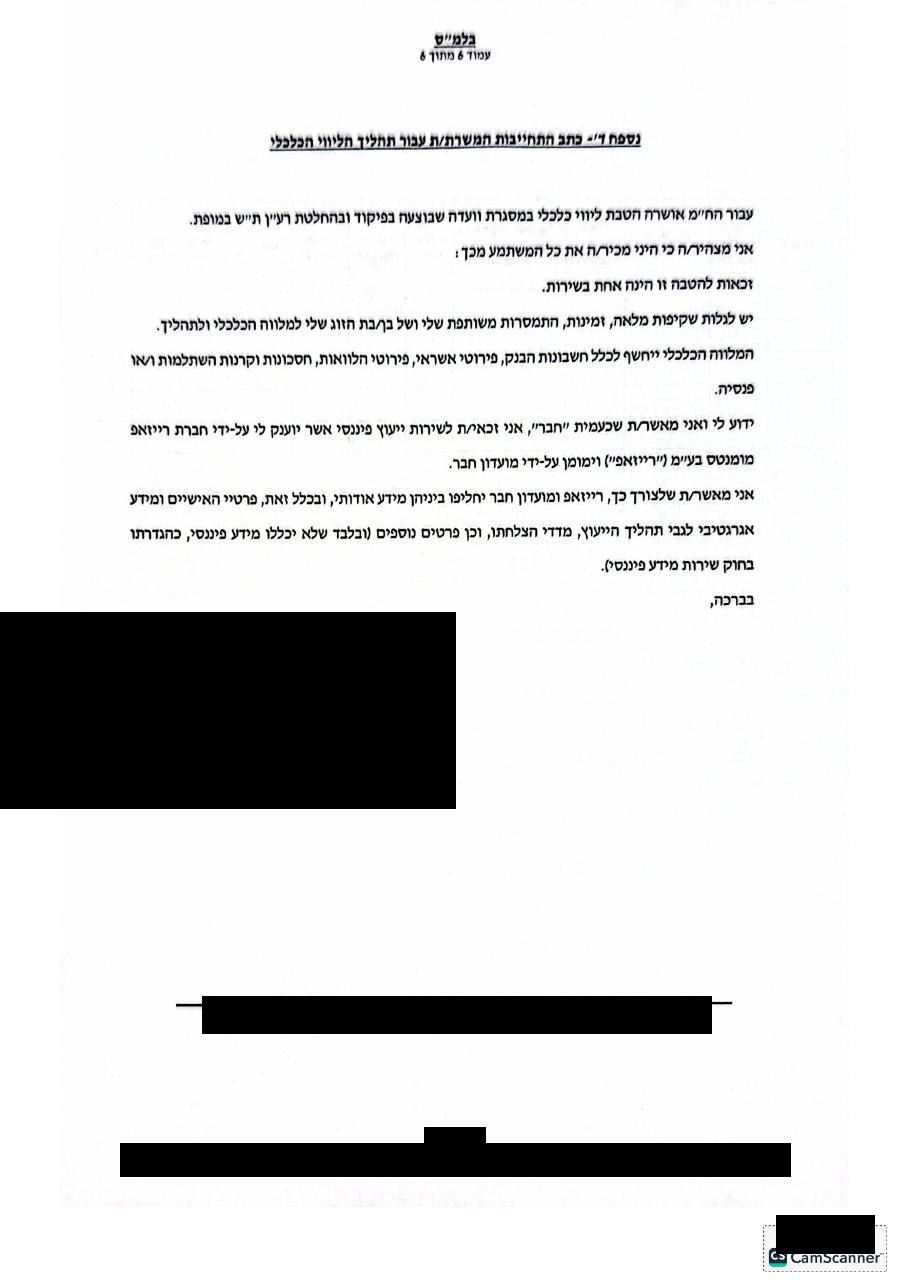 בלמ״ס
עמוד 6 מתוך 6
נספח ד׳- כתב התחייבות המשרת/ת עבור תהליך הליווי הכלכלי
עבור החי״מ אושרה הטבת ליווי כלכלי במסגרת וועדה שבוצעה בפיקוד ובהחלטת רע״ן ת״ש במופת.
אני מצהיר/ה כי היני מכיר/ה את כל המשתמע מכך:
זכאות להטבה זו הינה אחת בשירות.
יש לגלות שקיפות מלאה, זמינות, התמסרות משותפת שלי ושל בן/בת הזוג שלי למלווה הכלכלי ולתהליך.
המלווה הכלכלי ייחשף לכלל חשבונות הבנק, פירוטי אשראי, פירוטי הלוואות, חסכונות וקרנות השתלמות ו/או
פנסיה.
ידוע לי ואני מאשר/ת שכעמית ״חבר״, אני זכאי/ת לשירות ייעוץ פיננסי אשר יוענק לי על-ידי חברת רייזאפ
מומנטס בע״מ (״רייזאפ״) וימומן על-ידי מועדון חבר.
אני מאשר/ת שלצורך כך, רייזאפ ומועדון חבר יחליפו ביניהן מידע אודותי, ובכלל זאת, פרטיי האישיים ומידע
אגרגטיבי לגבי תהליך הייעוץ, מדדי הצלחתו, וכן פרטים נוספים (ובלבד שלא יכללו מידע פיננסי, כהגדרתו
בחוק שירות מידע פיננסי).
בברכה,
CS CamScanner